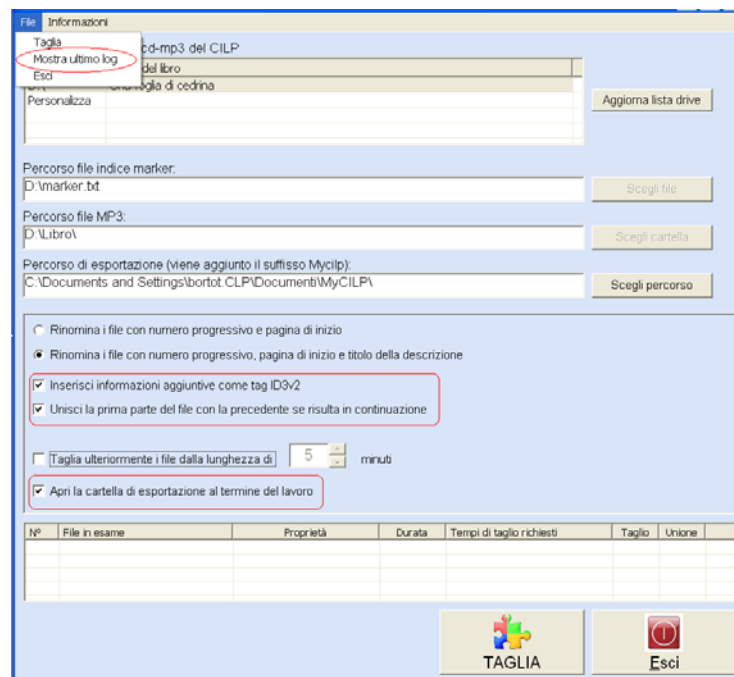 File Informazioni
Taglia
Mostra ultimo log
Esci
cd-mp3 del CILP
del libro
foglia di cedrina
Personalizza
Aggiorna lista drive
Percorso file indice marker:
D:\marker.txt
Scegli file
Percorso file MP3:
D:\Libro\
Scegli cartella
Percorso di esportazione (viene aggiunto il suffisso Mycilp):
C:\Documents and Settings\bortot.CLP\Documenti\MyCILP\
Scegli percorso
Rinomina i file con numero progressivo e pagina di inizio
Rinomina i file con numero progressivo, pagina di inizio e titolo della descrizione
Inserisci informazioni aggiuntive come tag ID3v2
Unisci la prima parte del file con la precedente se risulta in continuazione
Taglia ulteriormente i file dalla lunghezza di 5 minuti
Apri la cartella di esportazione al termine del lavoro
Nº File in esame Proprietà Durata Tempi di taglio richiesti Taglio Unione
TAGLIA
Esci